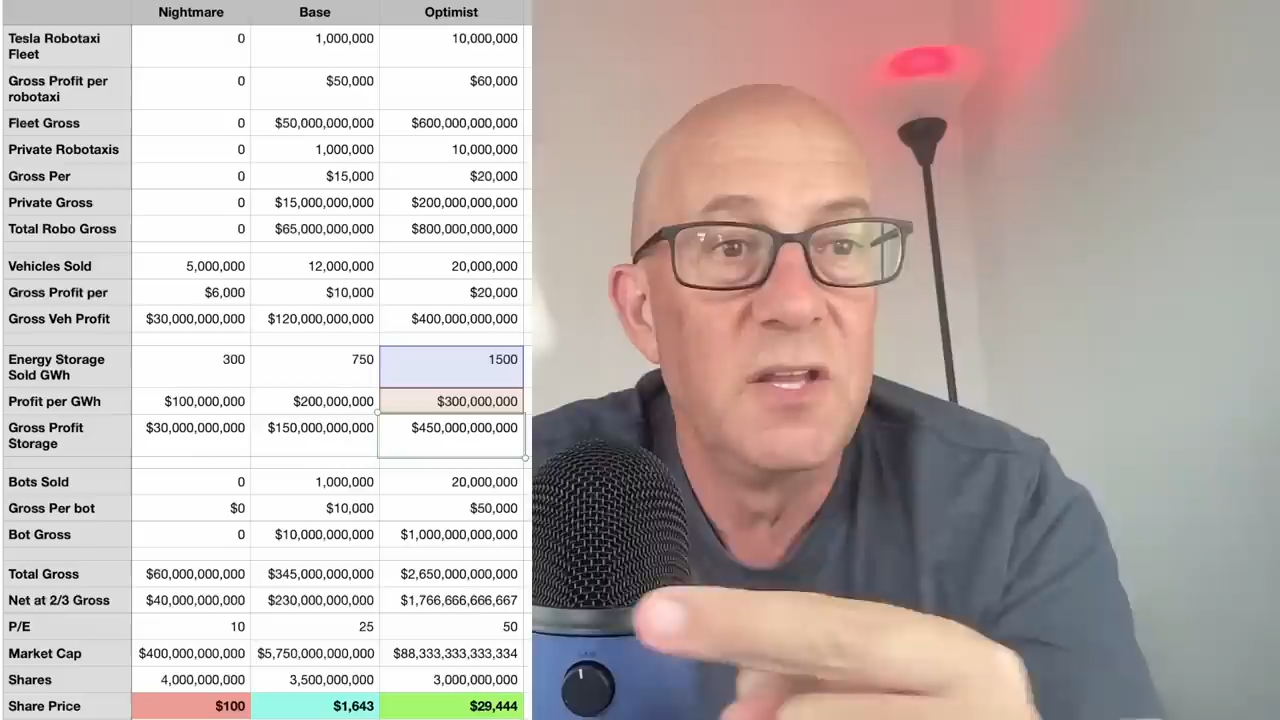 Nightmare Base Optimist
Tesla Robotaxi Fleet 0 1,000,000 10,000,000
Gross Profit per robotaxi 0 $50,000 $60,000
Fleet Gross 0 $50,000,000,000 $600,000,000,000
Private Robotaxis 0 1,000,000 10,000,000
Gross Per 0 $15,000 $20,000
Private Gross 0 $15,000,000,000 $200,000,000,000
Total Robo Gross 0 $65,000,000,000 $800,000,000,000
Vehicles Sold 5,000,000 12,000,000 20,000,000
Gross Profit per $6,000 $10,000 $20,000
Gross Veh Profit $30,000,000,000 $120,000,000,000 $400,000,000,000
Energy Storage Sold GWh 300 750 1500
Profit per GWh $100,000,000 $200,000,000 $300,000,000
Gross Profit Storage $30,000,000,000 $150,000,000,000 $450,000,000,000
Bots Sold 0 1,000,000 20,000,000
Gross Per bot $0 $10,000 $50,000
Bot Gross 0 $10,000,000,000 $1,000,000,000,000
Total Gross $60,000,000,000 $345,000,000,000 $2,650,000,000,000
Net at 2/3 Gross $40,000,000,000 $230,000,000,000 $1,766,666,666,667
P/E 10 25 50
Market Cap $400,000,000,000 $5,750,000,000,000 $88,333,333,333,334
Shares 4,000,000,000 3,500,000,000 3,000,000,000
Share Price $100 $1,643 $29,444